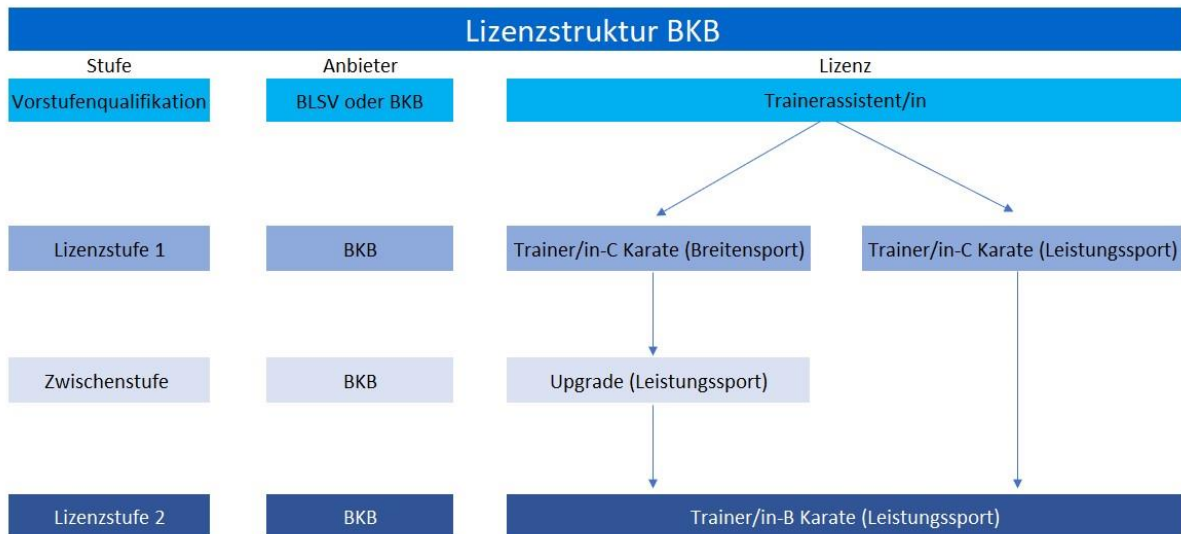 Lizenzstruktur BKB
Stufe Anbieter Lizenz
Vorstufenqualifikation BLSV oder BKB Trainerassistent/in
Lizenzstufe 1 BKB Trainer/in-C Karate (Breitensport) Trainer/in-C Karate (Leistungssport)
Zwischenstufe BKB Upgrade (Leistungssport)
Lizenzstufe 2 BKB Trainer/in-B Karate (Leistungssport)